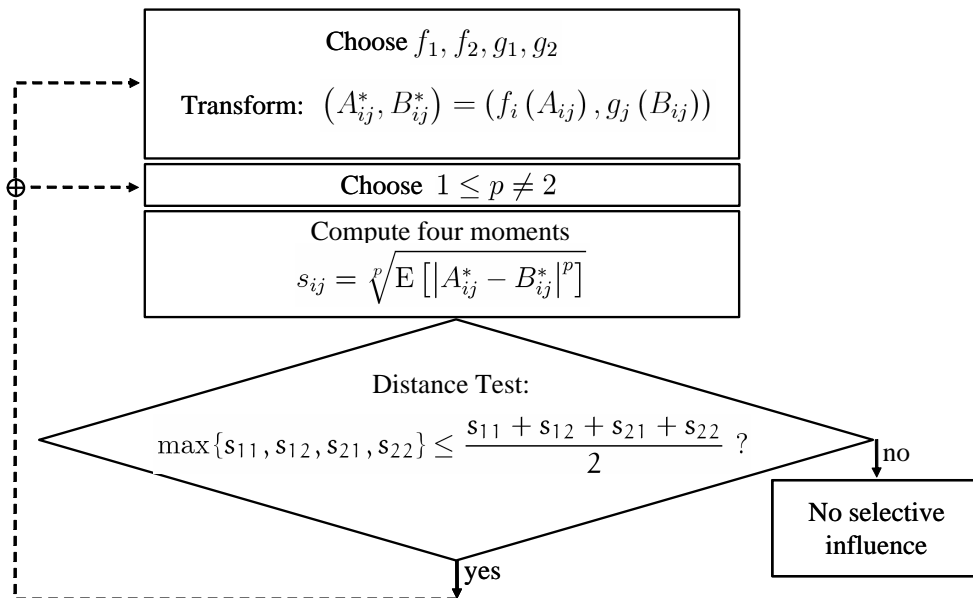 Choose f₁, f₂, g₁, g₂
Transform: (A*ᵢⱼ, B*ᵢⱼ) = (fᵢ (Aᵢⱼ) , gⱼ (Bᵢⱼ))
⊕
Choose 1 ≤ p ≠ 2
Compute four moments
sᵢⱼ = ᵖ√(E [|A*ᵢⱼ − B*ᵢⱼ|ᵖ])
Distance Test:
max{s₁₁, s₁₂, s₂₁, s₂₂} ≤ (s₁₁ + s₁₂ + s₂₁ + s₂₂)/2 ?
no
No selective
influence
yes